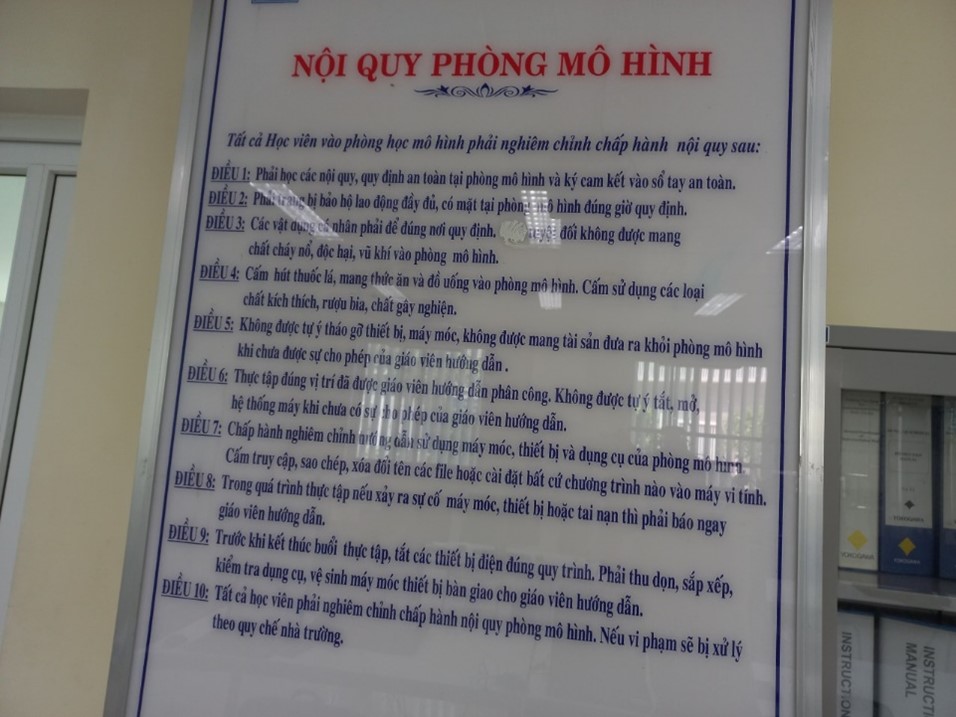 NỘI QUY PHÒNG MÔ HÌNH
Tất cả Học viên vào phòng học mô hình phải nghiêm chỉnh chấp hành nội quy sau:
ĐIỀU 1: Phải học các nội quy, quy định an toàn tại phòng mô hình và ký cam kết vào sổ tay an toàn.
ĐIỀU 2: Phải trang bị bảo hộ lao động đầy đủ, có mặt tại phòng mô hình đúng giờ quy định.
ĐIỀU 3: Các vật dụng cá nhân phải để đúng nơi quy định. tuyệt đối không được mang
chất cháy nổ, độc hại, vũ khí vào phòng mô hình.
ĐIỀU 4: Cấm hút thuốc lá, mang thức ăn và đồ uống vào phòng mô hình. Cấm sử dụng các loại
chất kích thích, rượu bia, chất gây nghiện.
ĐIỀU 5: Không được tự ý tháo gỡ thiết bị, máy móc, không được mang tài sản đưa ra khỏi phòng mô hình
khi chưa được sự cho phép của giáo viên hướng dẫn .
ĐIỀU 6: Thực tập đúng vị trí đã được giáo viên hướng dẫn phân công. Không được tự ý tắt, mở,
hệ thống máy khi chưa có sự cho phép của giáo viên hướng dẫn.
ĐIỀU 7: Chấp hành nghiêm chỉnh hướng dẫn sử dụng máy móc, thiết bị và dụng cụ của phòng mô hình.
Cấm truy cập, sao chép, xóa đổi tên các file hoặc cài đặt bất cứ chương trình nào vào máy vi tính.
ĐIỀU 8: Trong quá trình thực tập nếu xảy ra sự cố máy móc, thiết bị hoặc tai nạn thì phải báo ngay
giáo viên hướng dẫn.
ĐIỀU 9: Trước khi kết thúc buổi thực tập, tắt các thiết bị điện đúng quy trình. Phải thu dọn, sắp xếp,
kiểm tra dụng cụ, vệ sinh máy móc thiết bị bàn giao cho giáo viên hướng dẫn.
ĐIỀU 10: Tất cả học viên phải nghiêm chỉnh chấp hành nội quy phòng mô hình. Nếu vi phạm sẽ bị xử lý
theo quy chế nhà trường.
YOKOGAWA
YOKOGAWA
INSTRUCTION
MANUAL